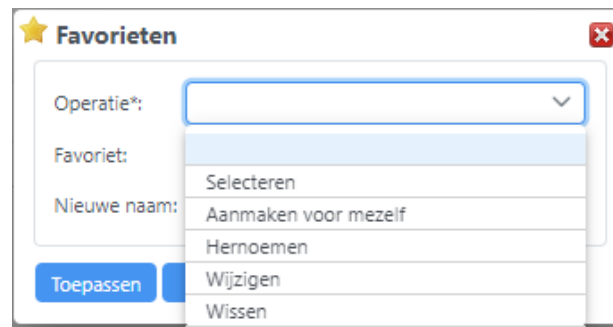 Favorieten
Operatie*:
Favoriet:
Selecteren
Nieuwe naam:
Aanmaken voor mezelf
Hernoemen
Toepassen
Wijzigen
Wissen